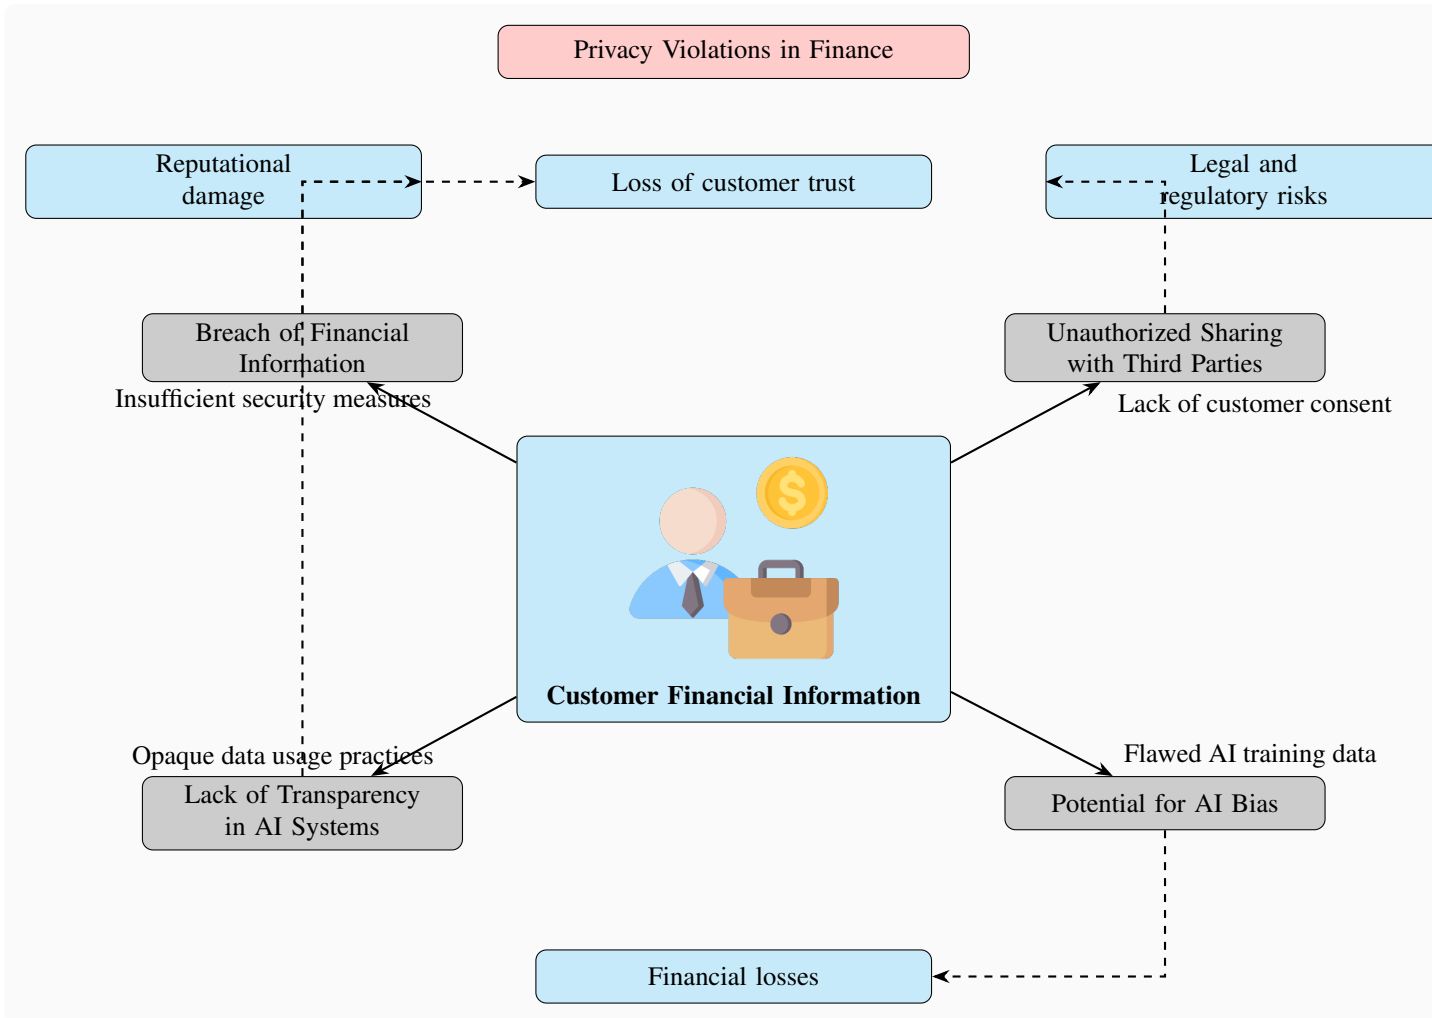 Privacy Violations in Finance
Reputational
damage
Loss of customer trust
Legal and
regulatory risks
Breach of Financial
Information
Insufficient security measures
Unauthorized Sharing
with Third Parties
Lack of customer consent
$
Customer Financial Information
Opaque data usage practices
Lack of Transparency
in AI Systems
Flawed AI training data
Potential for AI Bias
Financial losses